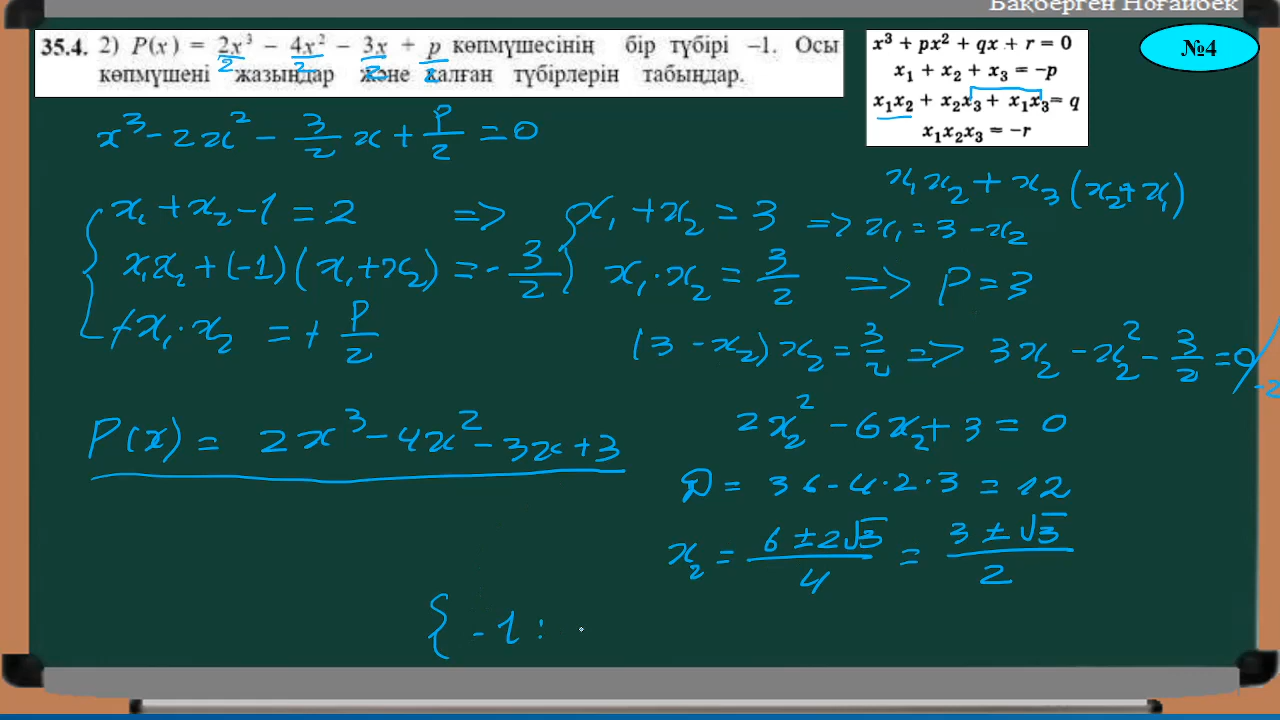 Бақберген Ноғайбек
35.4. 2) P(x) = 2x³ − 4x² − 3x + p көпмүшесінің бір түбірі −1. Осы
көпмүшені жазыңдар және қалған түбірлерін табыңдар.
x³ + px² + qx + r = 0
x₁ + x₂ + x₃ = −p
x₁x₂ + x₂x₃ + x₁x₃ = q
x₁x₂x₃ = −r
№4
2 2 2 2
x³ − 2x² − 3/2 x + p/2 = 0
x₁x₂ + x₃(x₂ + x₁)
x₁ + x₂ − 1 = 2 => x₁ + x₂ = 3 => x₁ = 3 − x₂
x₁x₂ + (−1)(x₁ + x₂) = −3/2 x₁·x₂ = 3/2 => p = 3
+x₁·x₂ = + p/2
(3 − x₂)x₂ = 3/2 => 3x₂ − x₂² − 3/2 = 0 / −2
P(x) = 2x³ − 4x² − 3x + 3
2x₂² − 6x₂ + 3 = 0
D = 36 − 4·2·3 = 12
x₂ = (6 ± 2√3)/4 = (3 ± √3)/2
{ −1;